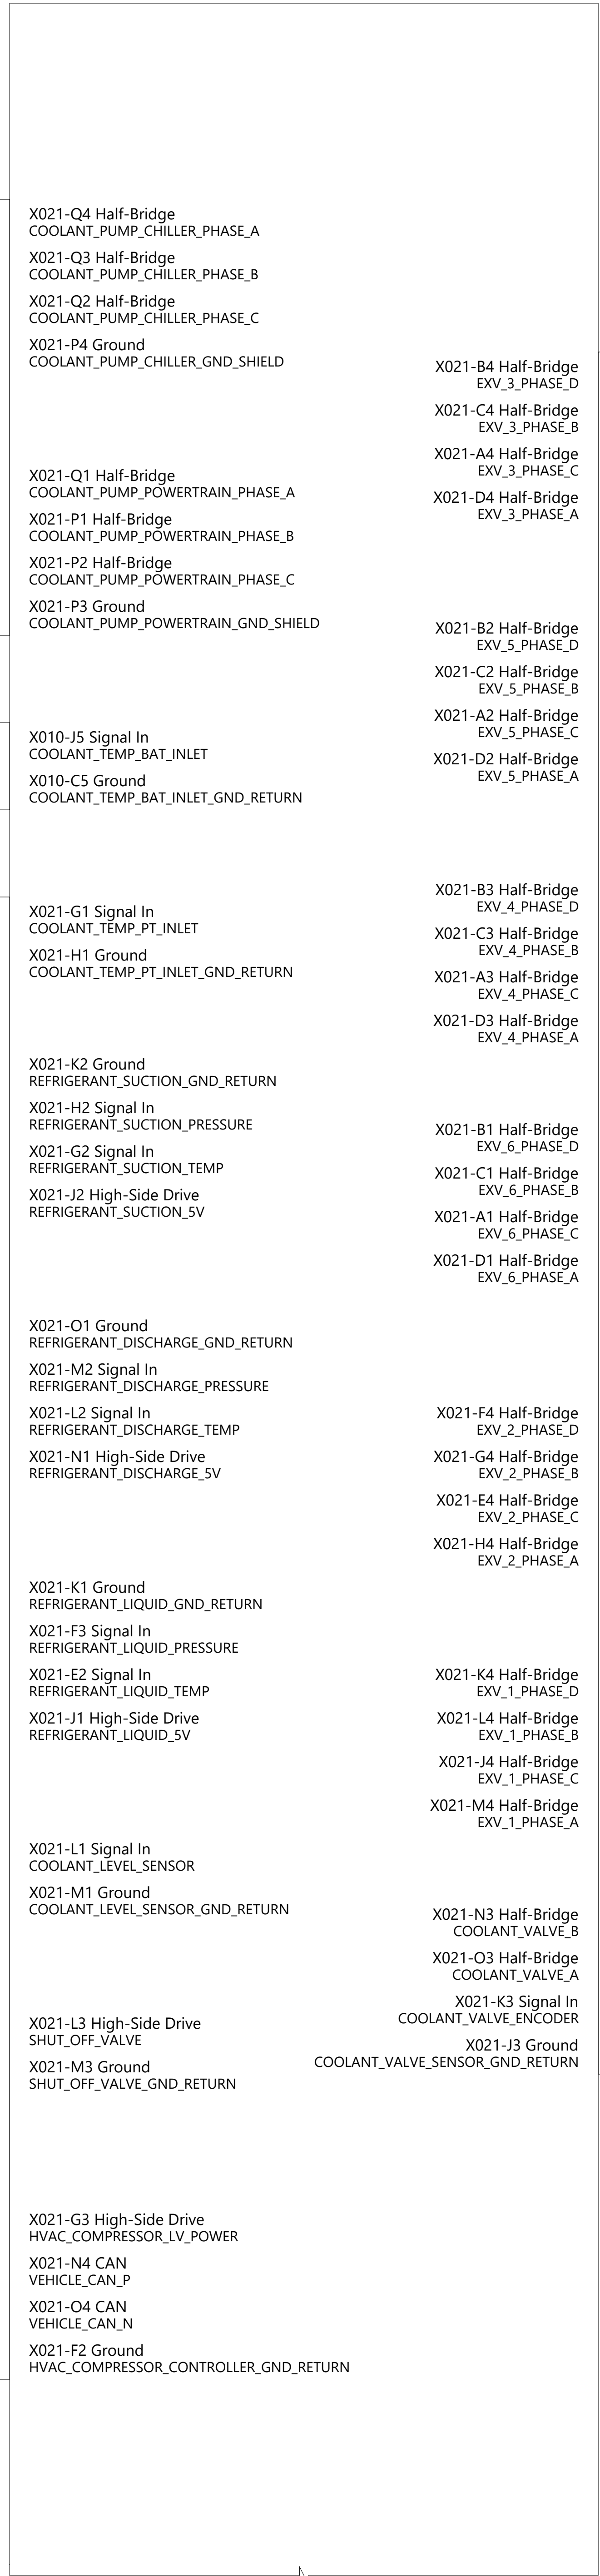 X021-Q4 Half-Bridge
COOLANT_PUMP_CHILLER_PHASE_A
X021-Q3 Half-Bridge
COOLANT_PUMP_CHILLER_PHASE_B
X021-Q2 Half-Bridge
COOLANT_PUMP_CHILLER_PHASE_C
X021-P4 Ground
COOLANT_PUMP_CHILLER_GND_SHIELD
X021-Q1 Half-Bridge
COOLANT_PUMP_POWERTRAIN_PHASE_A
X021-P1 Half-Bridge
COOLANT_PUMP_POWERTRAIN_PHASE_B
X021-P2 Half-Bridge
COOLANT_PUMP_POWERTRAIN_PHASE_C
X021-P3 Ground
COOLANT_PUMP_POWERTRAIN_GND_SHIELD
X010-J5 Signal In
COOLANT_TEMP_BAT_INLET
X010-C5 Ground
COOLANT_TEMP_BAT_INLET_GND_RETURN
X021-G1 Signal In
COOLANT_TEMP_PT_INLET
X021-H1 Ground
COOLANT_TEMP_PT_INLET_GND_RETURN
X021-K2 Ground
REFRIGERANT_SUCTION_GND_RETURN
X021-H2 Signal In
REFRIGERANT_SUCTION_PRESSURE
X021-G2 Signal In
REFRIGERANT_SUCTION_TEMP
X021-J2 High-Side Drive
REFRIGERANT_SUCTION_5V
X021-O1 Ground
REFRIGERANT_DISCHARGE_GND_RETURN
X021-M2 Signal In
REFRIGERANT_DISCHARGE_PRESSURE
X021-L2 Signal In
REFRIGERANT_DISCHARGE_TEMP
X021-N1 High-Side Drive
REFRIGERANT_DISCHARGE_5V
X021-K1 Ground
REFRIGERANT_LIQUID_GND_RETURN
X021-F3 Signal In
REFRIGERANT_LIQUID_PRESSURE
X021-E2 Signal In
REFRIGERANT_LIQUID_TEMP
X021-J1 High-Side Drive
REFRIGERANT_LIQUID_5V
X021-L1 Signal In
COOLANT_LEVEL_SENSOR
X021-M1 Ground
COOLANT_LEVEL_SENSOR_GND_RETURN
X021-L3 High-Side Drive
SHUT_OFF_VALVE
X021-M3 Ground
SHUT_OFF_VALVE_GND_RETURN
X021-G3 High-Side Drive
HVAC_COMPRESSOR_LV_POWER
X021-N4 CAN
VEHICLE_CAN_P
X021-O4 CAN
VEHICLE_CAN_N
X021-F2 Ground
HVAC_COMPRESSOR_CONTROLLER_GND_RETURN
X021-B4 Half-Bridge
EXV_3_PHASE_D
X021-C4 Half-Bridge
EXV_3_PHASE_B
X021-A4 Half-Bridge
EXV_3_PHASE_C
X021-D4 Half-Bridge
EXV_3_PHASE_A
X021-B2 Half-Bridge
EXV_5_PHASE_D
X021-C2 Half-Bridge
EXV_5_PHASE_B
X021-A2 Half-Bridge
EXV_5_PHASE_C
X021-D2 Half-Bridge
EXV_5_PHASE_A
X021-B3 Half-Bridge
EXV_4_PHASE_D
X021-C3 Half-Bridge
EXV_4_PHASE_B
X021-A3 Half-Bridge
EXV_4_PHASE_C
X021-D3 Half-Bridge
EXV_4_PHASE_A
X021-B1 Half-Bridge
EXV_6_PHASE_D
X021-C1 Half-Bridge
EXV_6_PHASE_B
X021-A1 Half-Bridge
EXV_6_PHASE_C
X021-D1 Half-Bridge
EXV_6_PHASE_A
X021-F4 Half-Bridge
EXV_2_PHASE_D
X021-G4 Half-Bridge
EXV_2_PHASE_B
X021-E4 Half-Bridge
EXV_2_PHASE_C
X021-H4 Half-Bridge
EXV_2_PHASE_A
X021-K4 Half-Bridge
EXV_1_PHASE_D
X021-L4 Half-Bridge
EXV_1_PHASE_B
X021-J4 Half-Bridge
EXV_1_PHASE_C
X021-M4 Half-Bridge
EXV_1_PHASE_A
X021-N3 Half-Bridge
COOLANT_VALVE_B
X021-O3 Half-Bridge
COOLANT_VALVE_A
X021-K3 Signal In
COOLANT_VALVE_ENCODER
X021-J3 Ground
COOLANT_VALVE_SENSOR_GND_RETURN